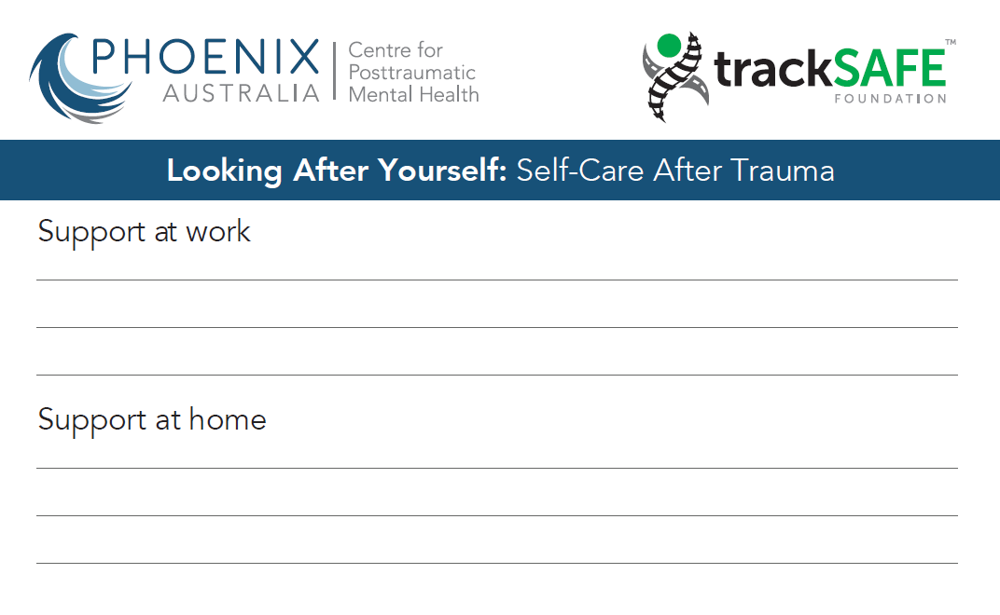 PHOENIX
AUSTRALIA
Centre for
Posttraumatic
Mental Health
trackSAFE™
FOUNDATION
Looking After Yourself: Self-Care After Trauma
Support at work
Support at home